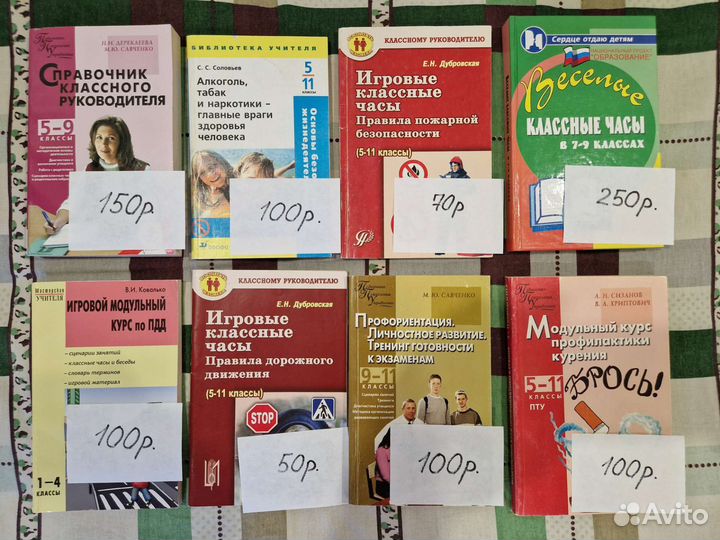 Н.И. ДЕРЕКЛЕЕВА
М.Ю. САВЧЕНКО
СПРАВОЧНИК
КЛАССНОГО
РУКОВОДИТЕЛЯ
5–9
КЛАССЫ
150р.
БИБЛИОТЕКА УЧИТЕЛЯ
С. С. Соловьев
5
11
КЛАССЫ
Алкоголь,
табак
и наркотики –
главные враги
здоровья
человека
100р.
КЛАССНОМУ РУКОВОДИТЕЛЮ
Е.Н. Дубровская
Игровые
классные
часы
Правила пожарной
безопасности
(5-11 классы)
70р
Сердце отдаю детям
НАЦИОНАЛЬНЫЙ ПРОЕКТ
"ОБРАЗОВАНИЕ"
Веселые
КЛАССНЫЕ ЧАСЫ
В 7-9 КЛАССАХ
250р.
Мастерская
УЧИТЕЛЯ
В.И. Ковалько
ИГРОВОЙ МОДУЛЬНЫЙ
КУРС по ПДД
– сценарии занятий
– классные часы и беседы
– словарь терминов
– игровой материал
1–4
КЛАССЫ
100р.
КЛАССНОМУ РУКОВОДИТЕЛЮ
Е.Н. Дубровская
Игровые
классные
часы
Правила дорожного
движения
(5-11 классы)
STOP
50р.
М.Ю. САВЧЕНКО
ПРОФОРИЕНТАЦИЯ.
ЛИЧНОСТНОЕ РАЗВИТИЕ.
ТРЕНИНГ ГОТОВНОСТИ
К ЭКЗАМЕНАМ
9–11
КЛАССЫ
100р.
А.Н. СИЗАНОВ
В.А. ХРИПТОВИЧ
МОДУЛЬНЫЙ КУРС
ПРОФИЛАКТИКИ
КУРЕНИЯ
5–11
КЛАССЫ
ПТУ
БРОСЬ!
100р.
Avito